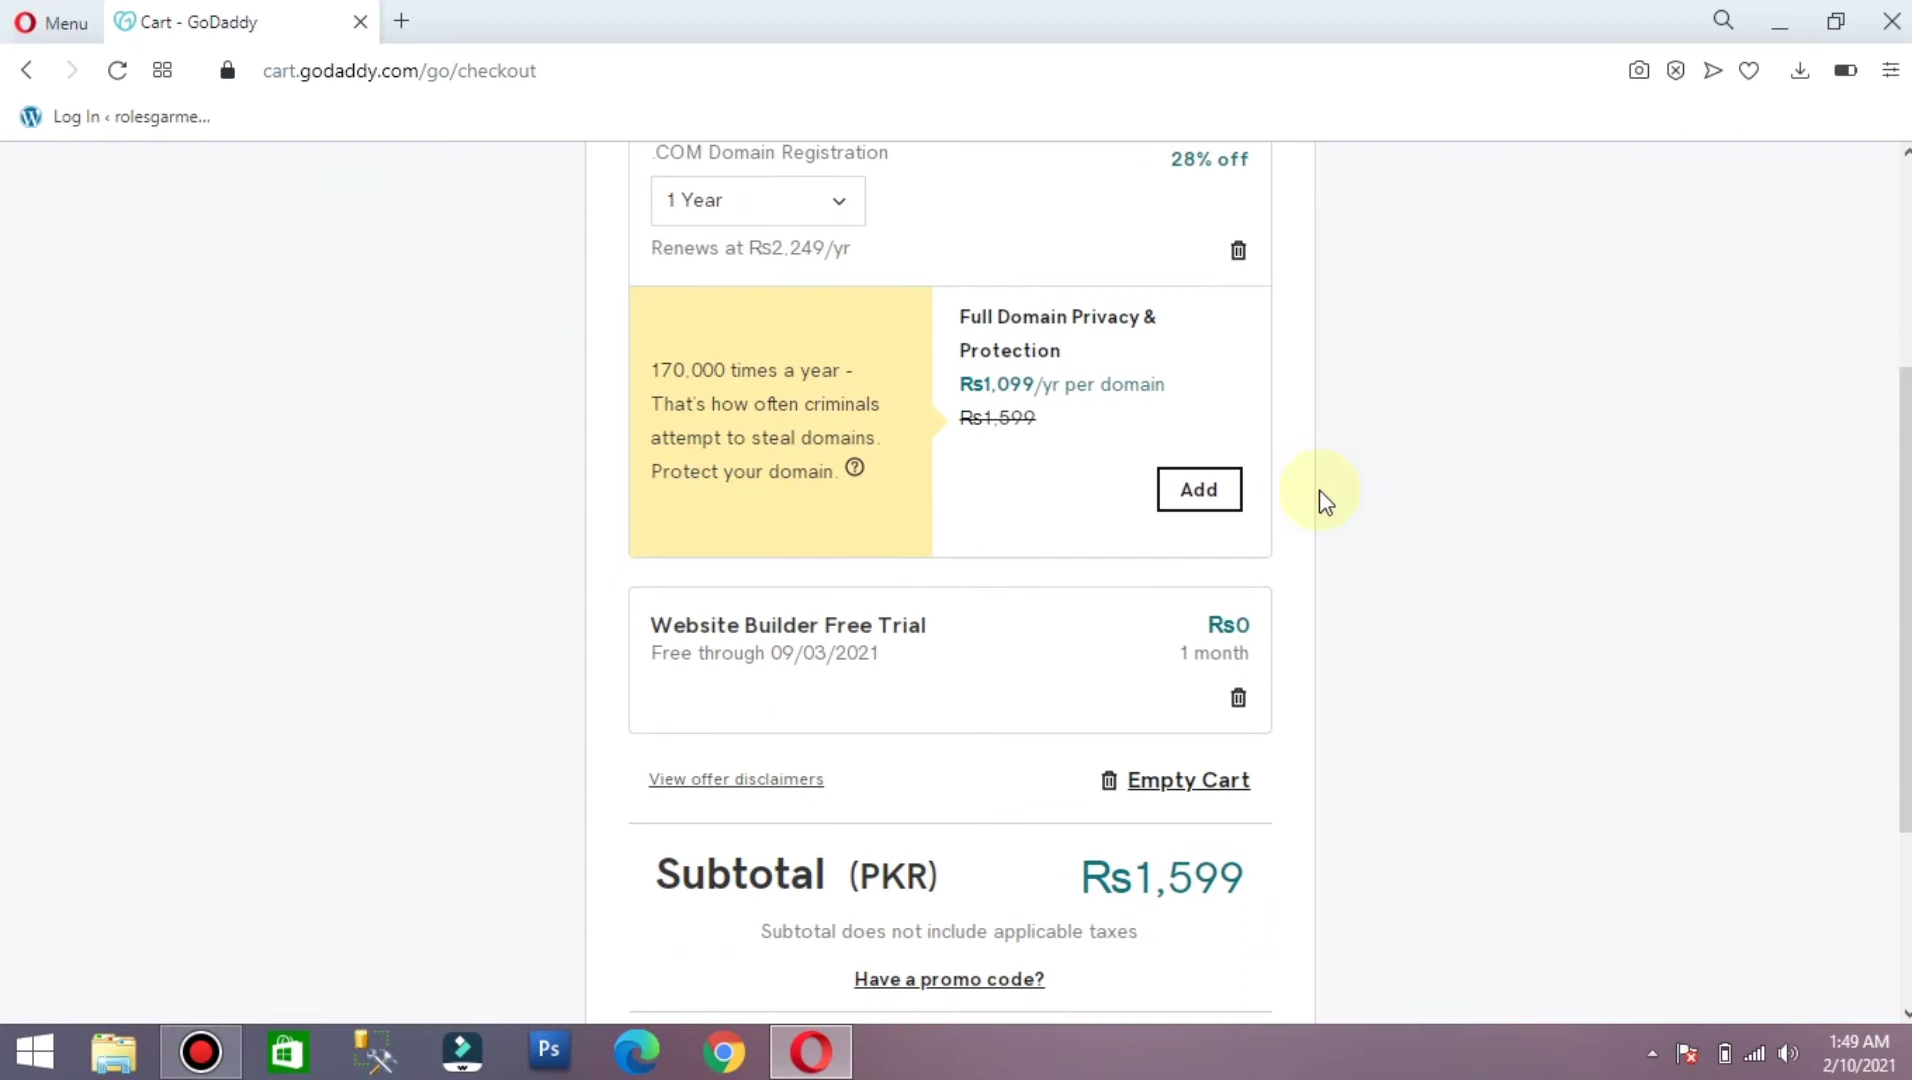 Menu
Cart - GoDaddy
cart.godaddy.com/go/checkout
Log In ‹ rolesgarme...
.COM Domain Registration
28% off
1 Year
Renews at Rs2,249/yr
170,000 times a year -
That's how often criminals
attempt to steal domains.
Protect your domain.
Full Domain Privacy &
Protection
Rs1,099/yr per domain
Rs1,599
Add
Website Builder Free Trial
Rs0
Free through 09/03/2021
1 month
View offer disclaimers
Empty Cart
Subtotal (PKR)
Rs1,599
Subtotal does not include applicable taxes
Have a promo code?
Ps
1:49 AM
2/10/2021